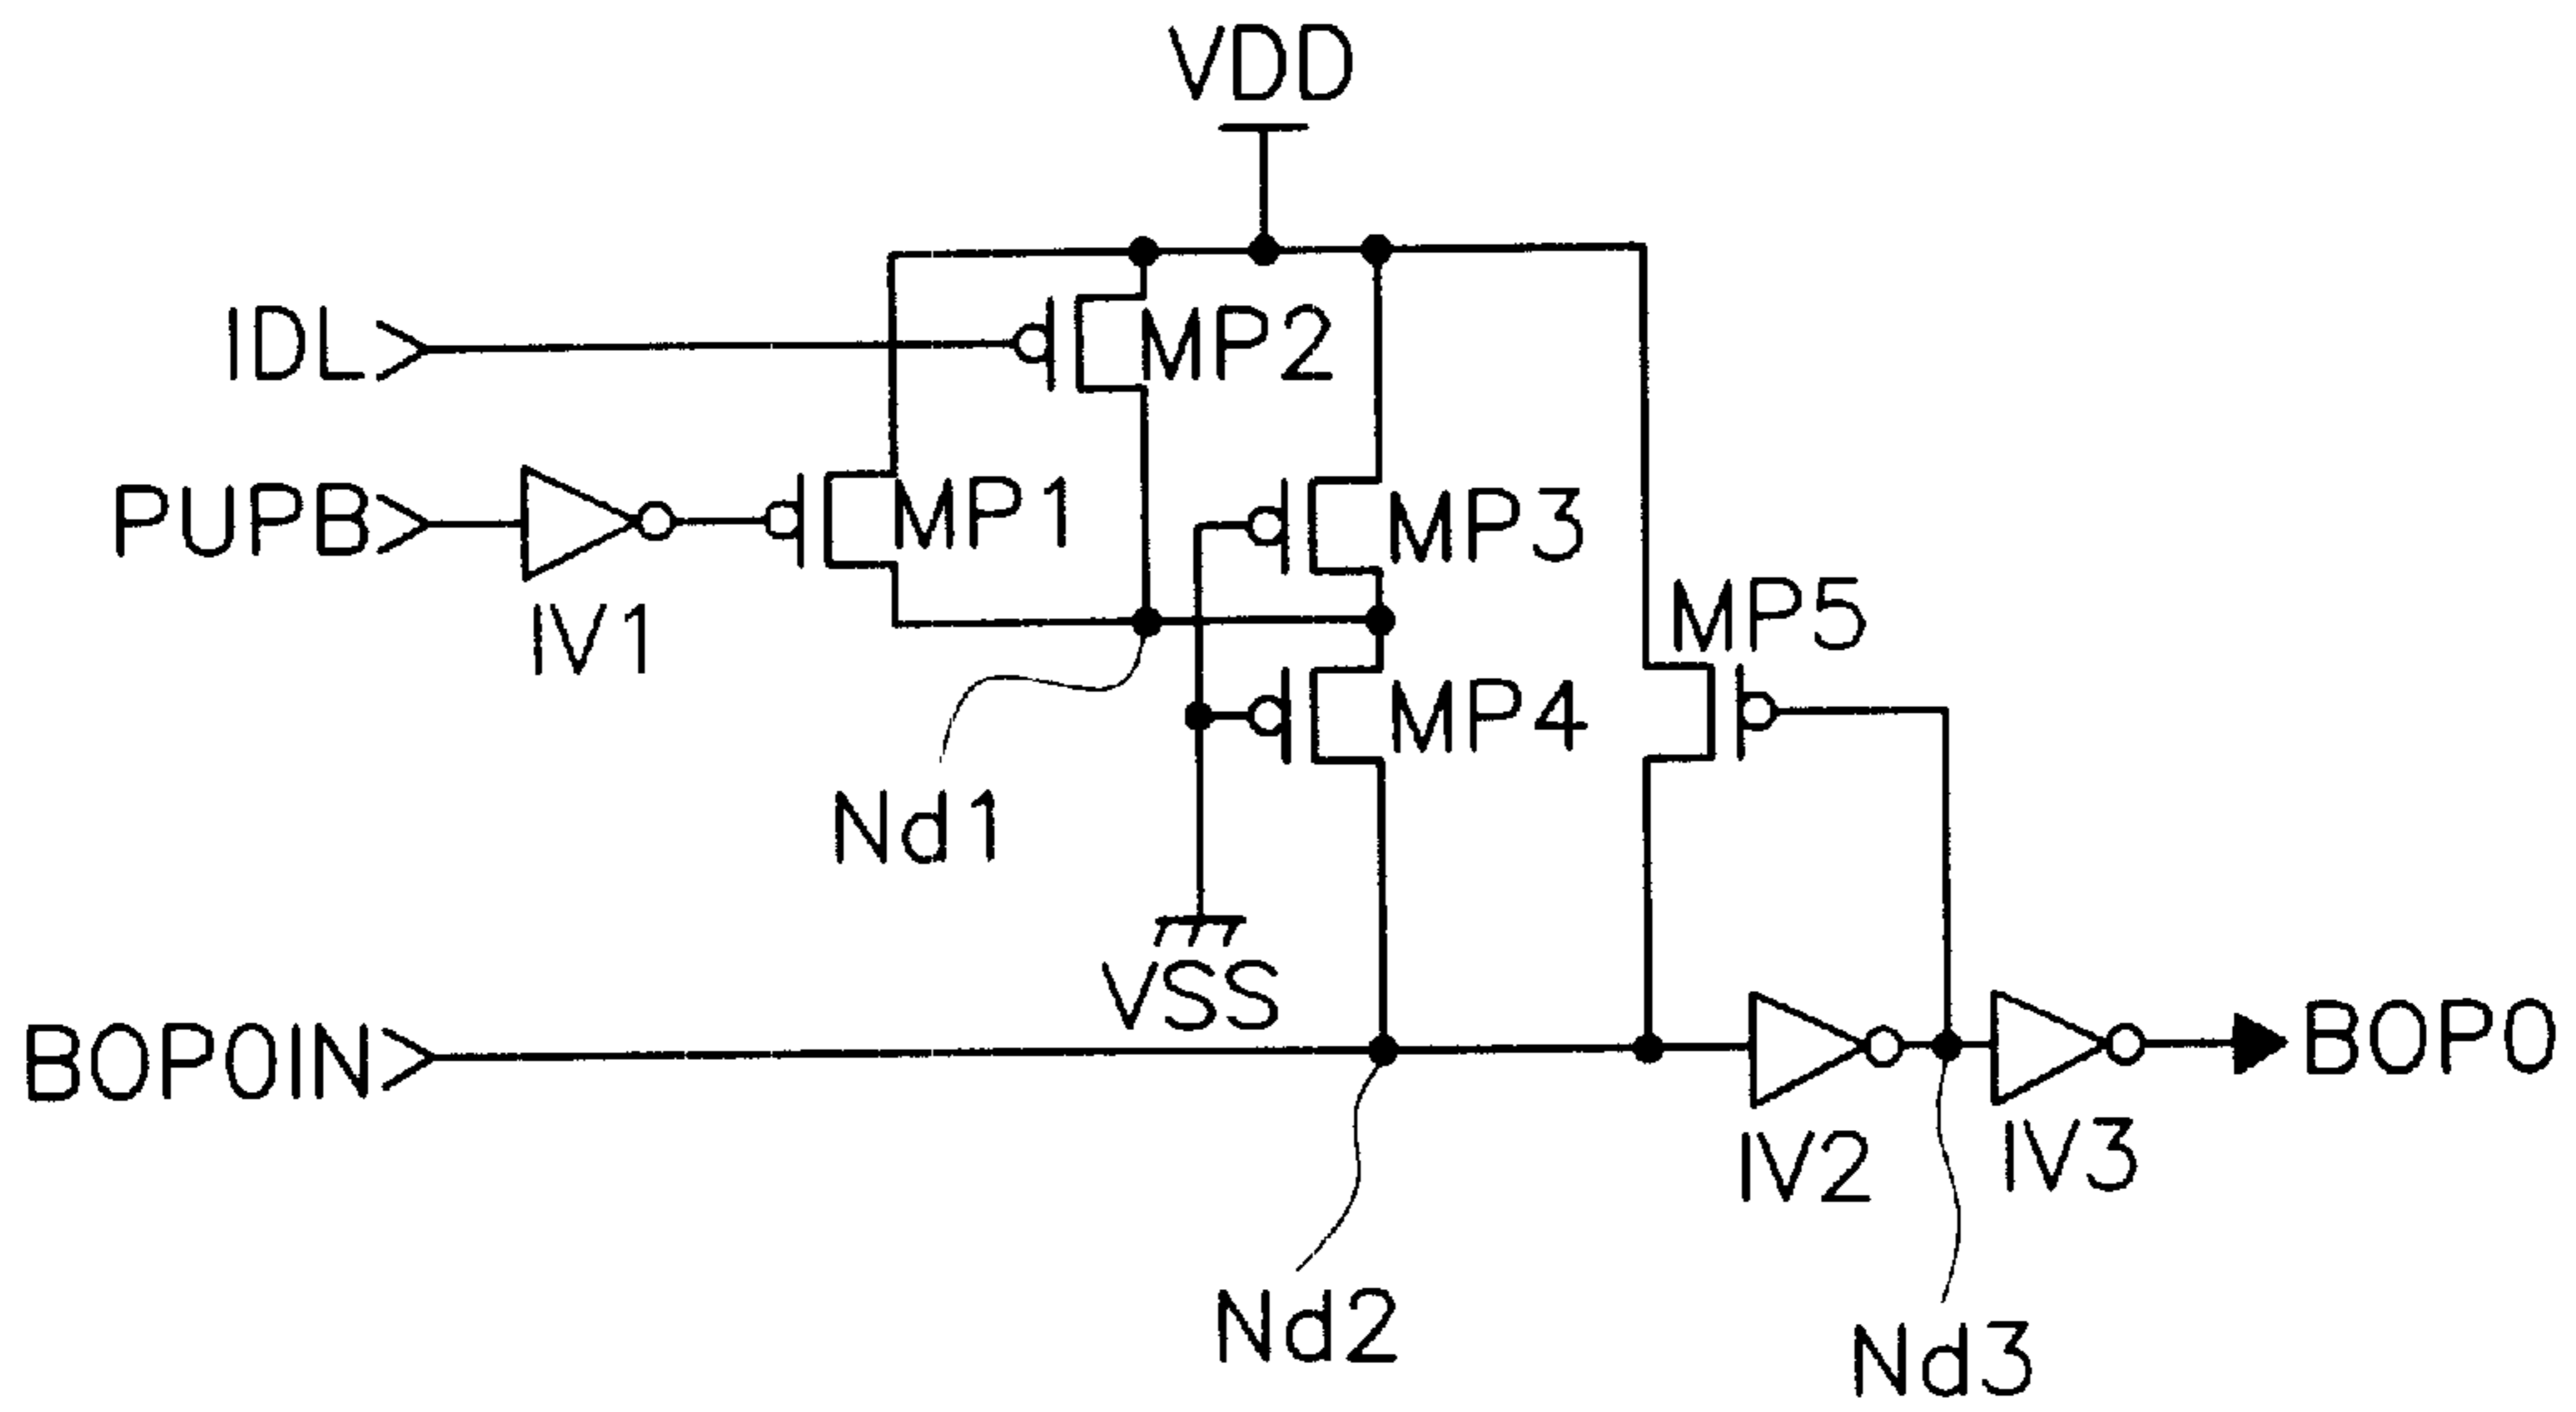 VDD
IDL
MP2
PUPB
IV1
MP1
MP3
MP5
MP4
Nd1
VSS
BOP0IN
IV2
IV3
BOP0
Nd2
Nd3